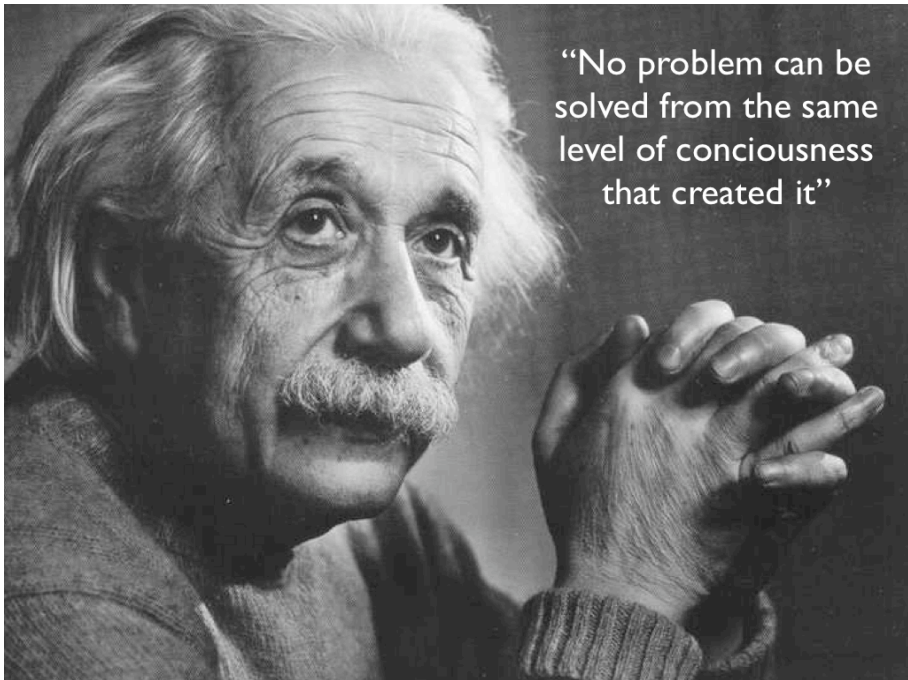 “No problem can be
solved from the same
level of conciousness
that created it”